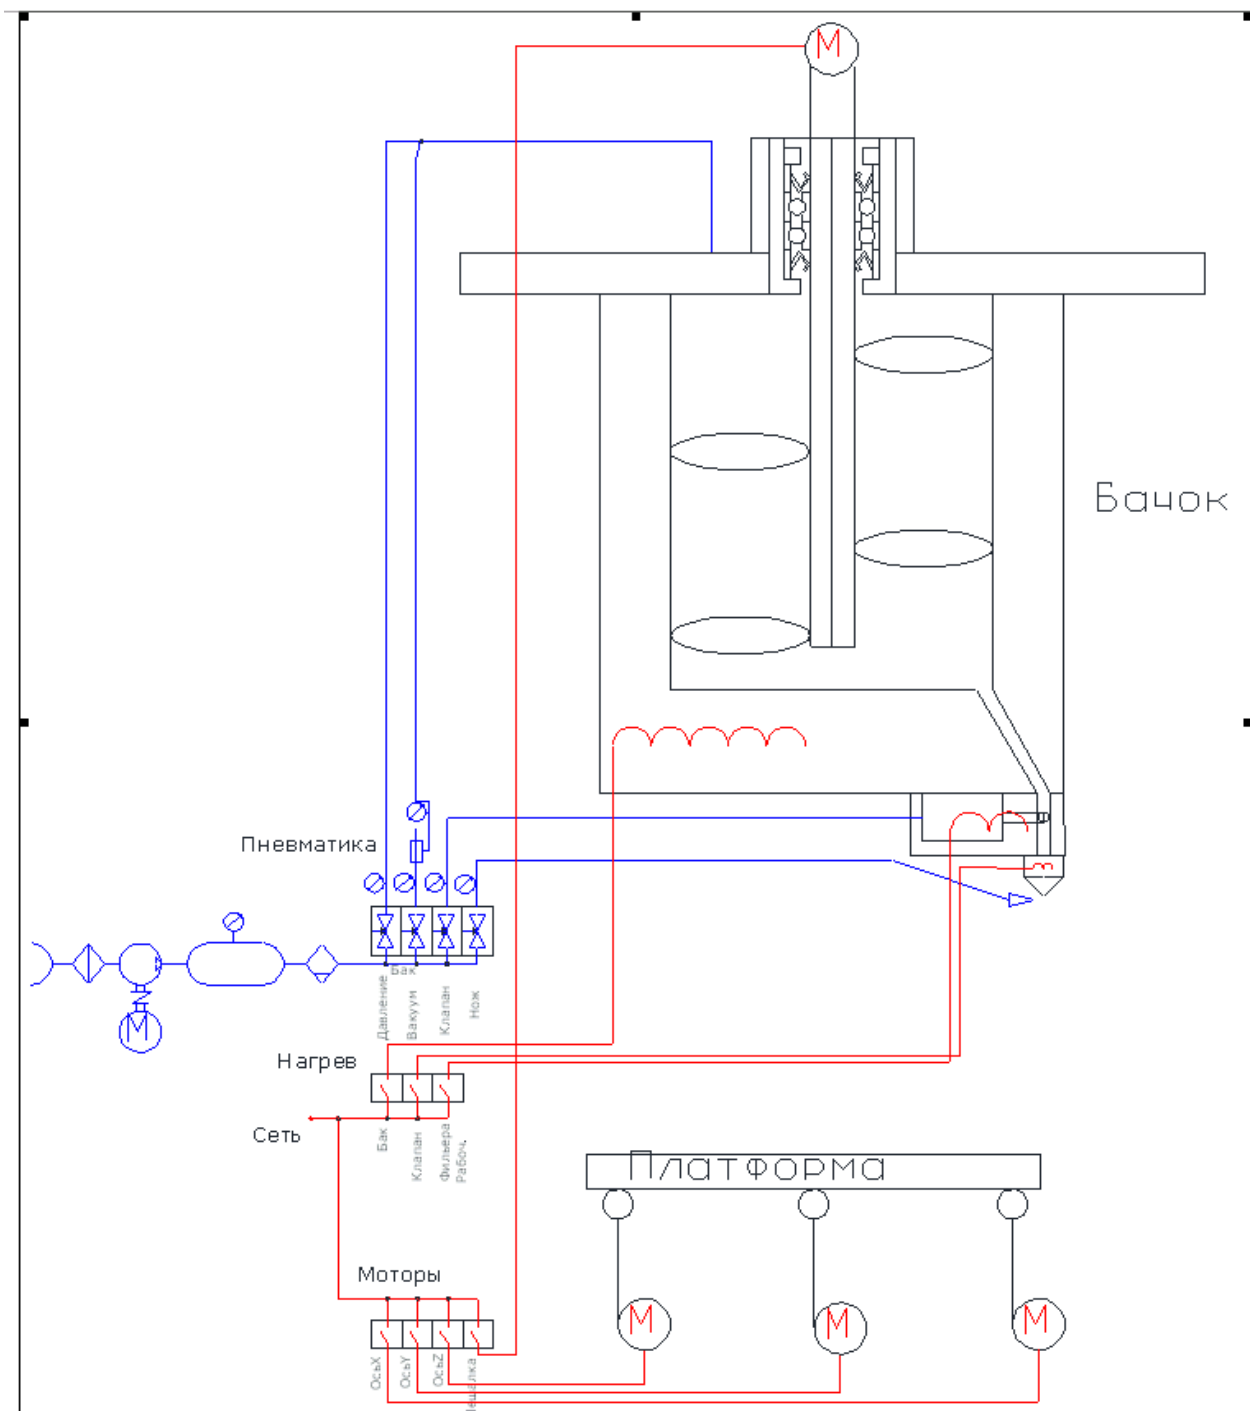 М
Бачок
Пневматика
М
Бак
Давление
Вакуум
Клапан
Нож
Нагрев
Сеть
Бак
Клапан
Фильера
Рабоч.
Платформа
Моторы
М
М
М
ОсьX
ОсьY
ОсьZ